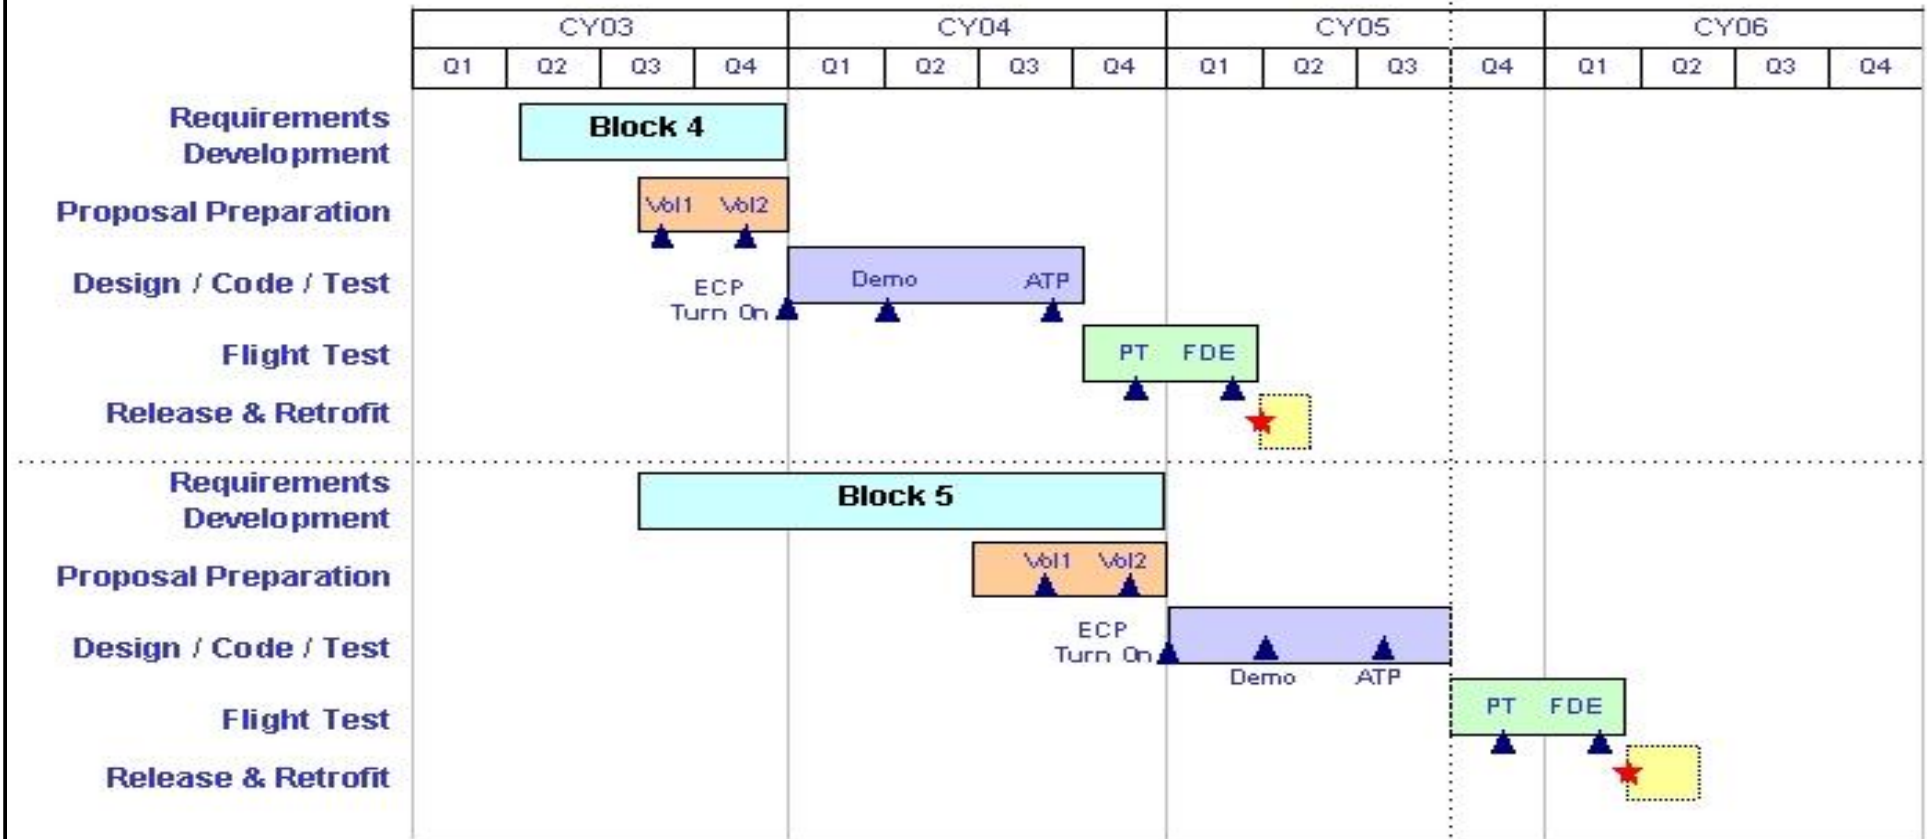 CY03 CY04 CY05 CY06
Q1 Q2 Q3 Q4 Q1 Q2 Q3 Q4 Q1 Q2 Q3 Q4 Q1 Q2 Q3 Q4
Requirements
Development
Block 4
Proposal Preparation
Vol1 Vol2
Design / Code / Test
ECP
Turn On
Demo ATP
Flight Test
PT FDE
Release & Retrofit
Requirements
Development
Block 5
Proposal Preparation
Vol1 Vol2
Design / Code / Test
ECP
Turn On
Demo ATP
Flight Test
PT FDE
Release & Retrofit